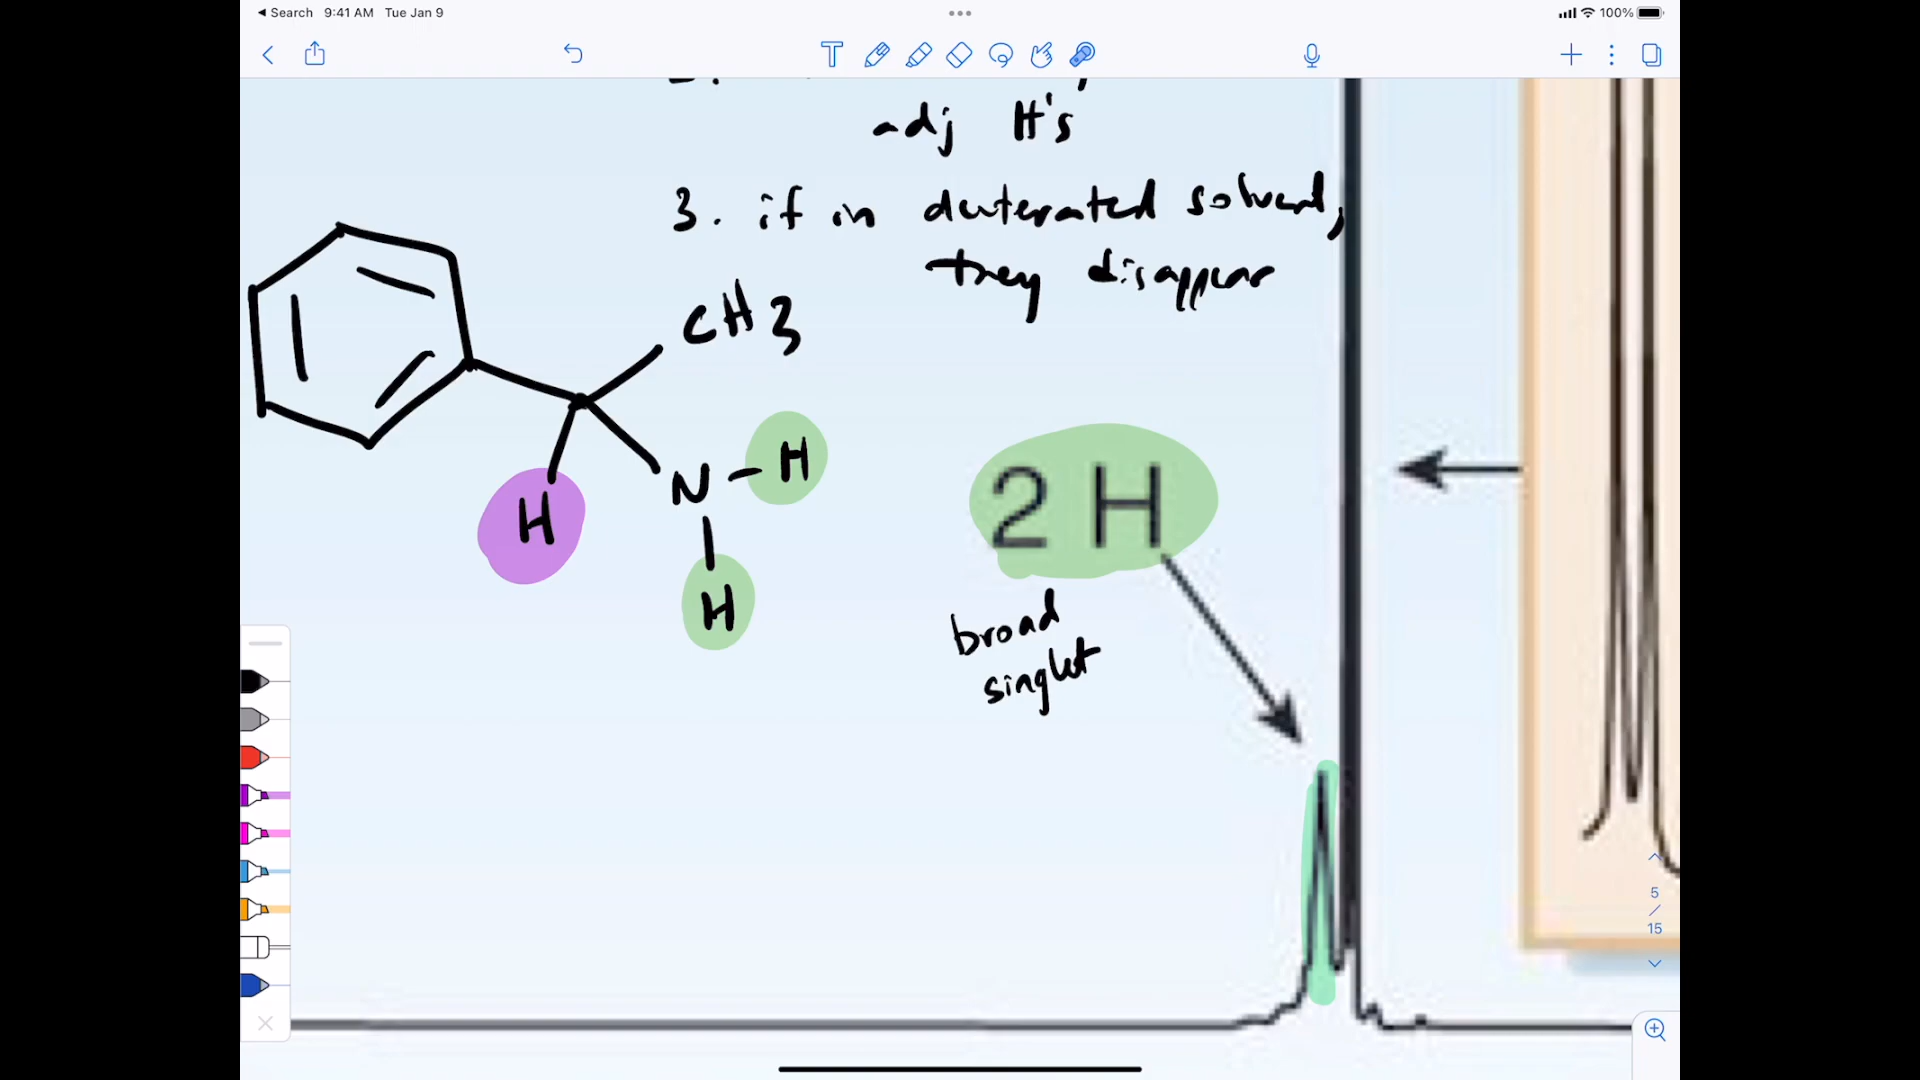 Search 9:41 AM Tue Jan 9
100%
adj H's
3. if in deuterated solvent,
they disappear
CH3
N - H
H
H
2 H
broad
singlet
5
/
15